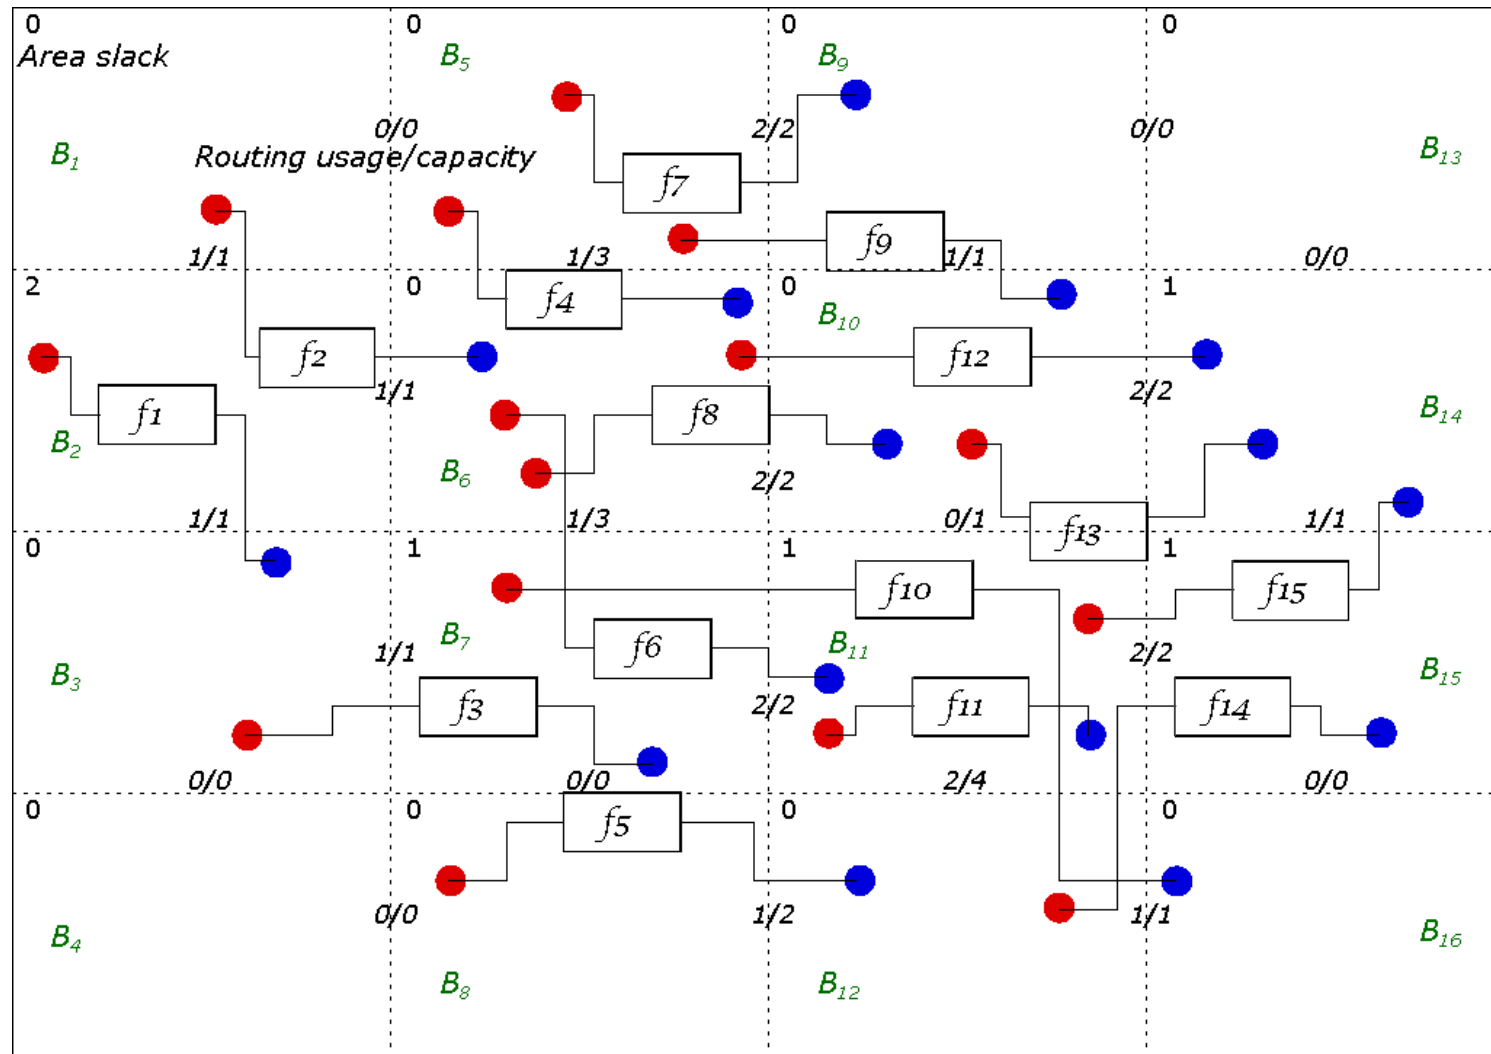 0 0 0 0
Area slack B₅ B₉
0/0 2/2 0/0
B₁ Routing usage/capacity B₁₃
f7
f9
1/1 1/3 1/1 0/0
2 0 0 1
f4 B₁₀
f2 f12
1/1 2/2
f1 f8 B₁₄
B₂ B₆
2/2
1/1 1/3 0/1 1/1
f13
0 1 1 1
f10 f15
B₇ f6 B₁₁
1/1 2/2
B₃ B₁₅
f3 2/2 f11 f14
0/0 0/0 2/4 0/0
0 0 0 0
f5
0/0 1/2 1/1
B₄ B₁₆
B₈ B₁₂